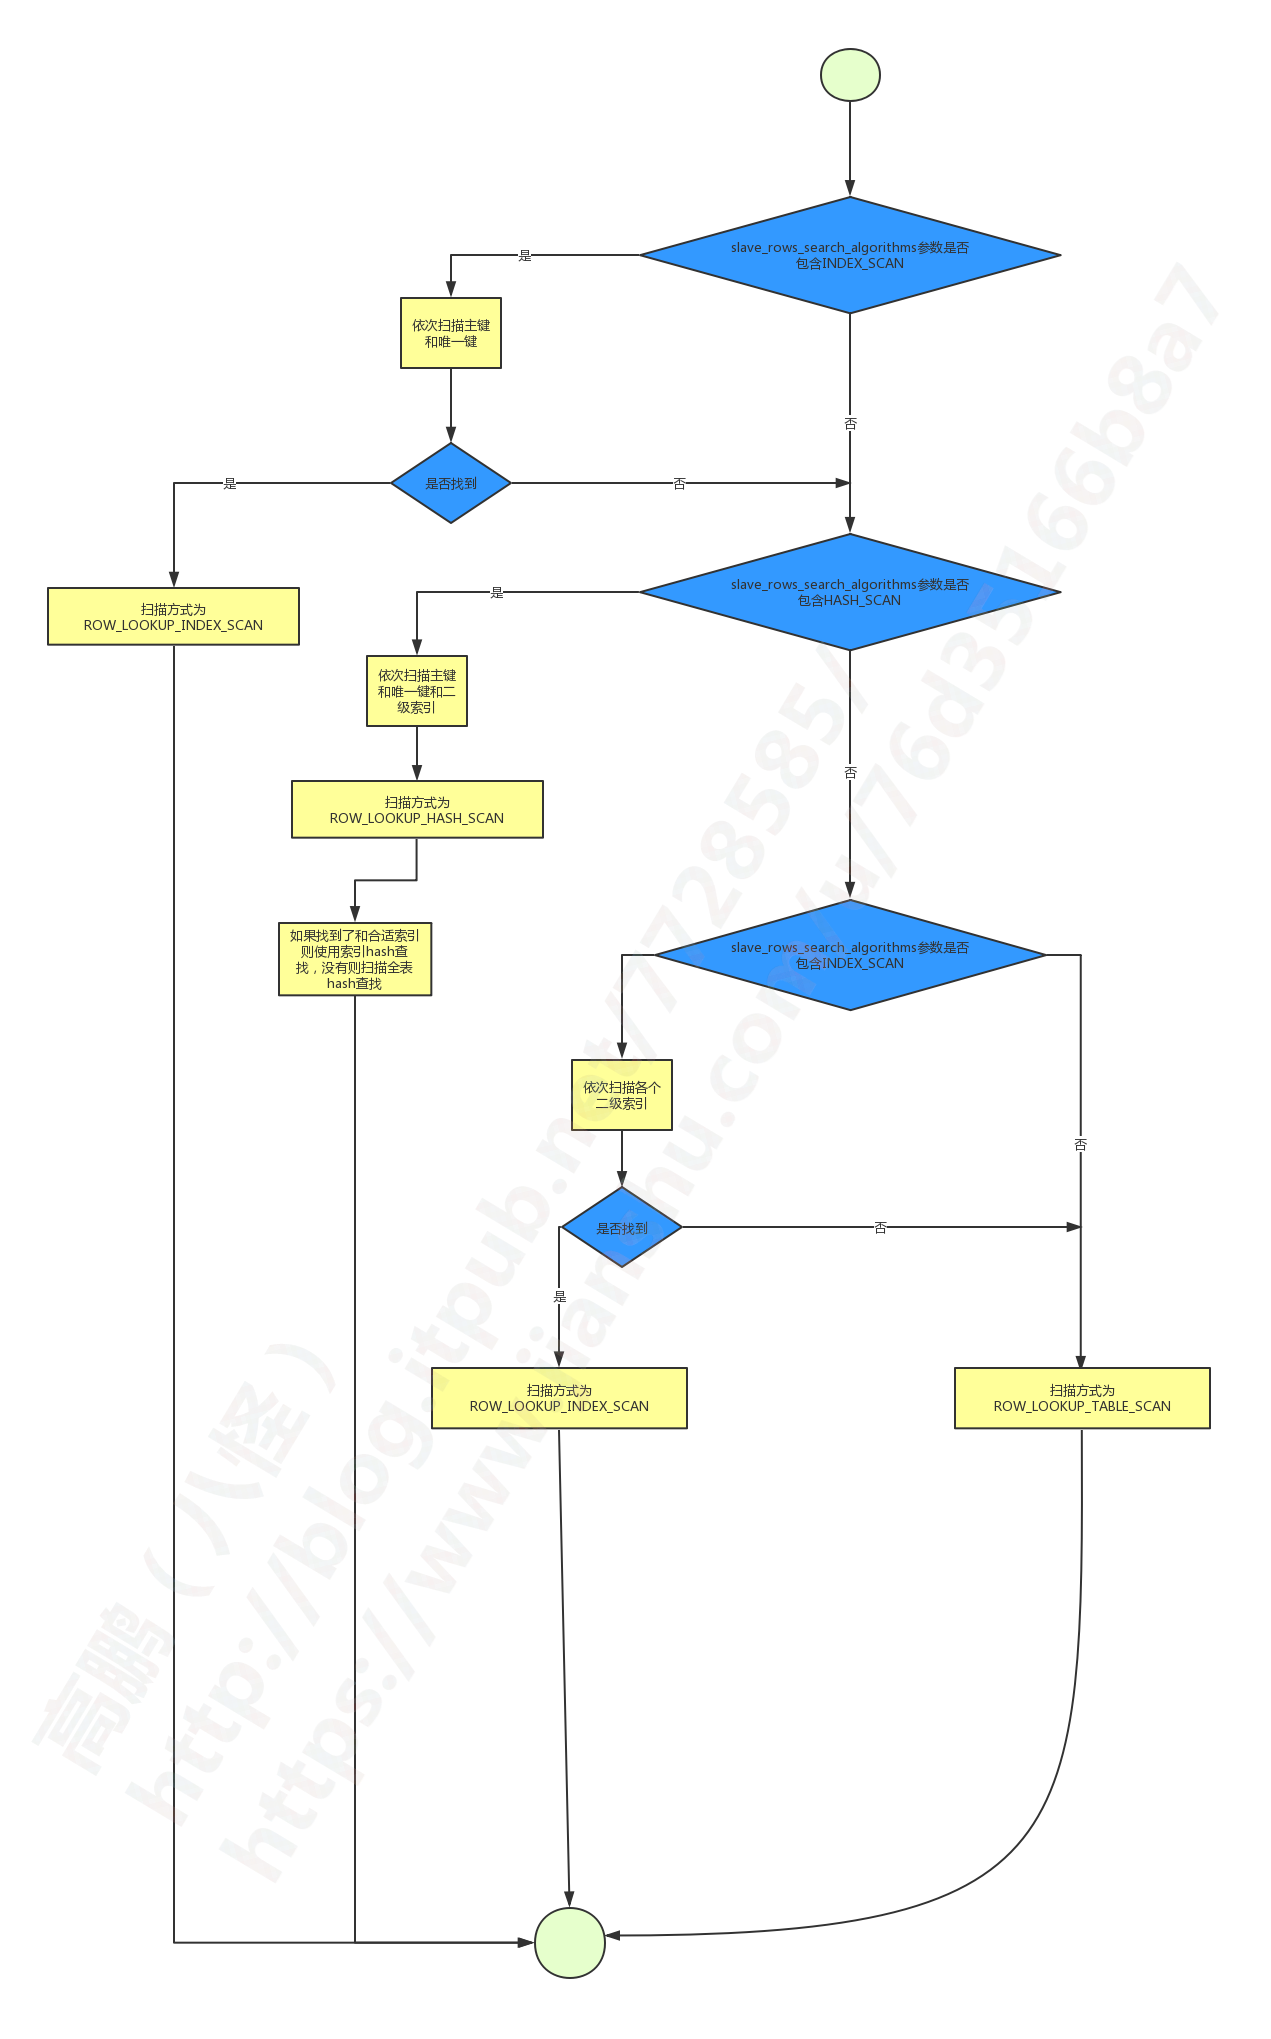 slave_rows_search_algorithms参数是否
包含INDEX_SCAN
是
依次扫描主键
和唯一键
否
是
是否找到
否
slave_rows_search_algorithms参数是否
包含HASH_SCAN
是
扫描方式为
ROW_LOOKUP_INDEX_SCAN
依次扫描主键
和唯一键和二
级索引
否
扫描方式为
ROW_LOOKUP_HASH_SCAN
如果找到了和合适索引
则使用索引hash查
找，没有则扫描全表
hash查找
slave_rows_search_algorithms参数是否
包含INDEX_SCAN
依次扫描各个
二级索引
否
是否找到
否
是
扫描方式为
ROW_LOOKUP_INDEX_SCAN
扫描方式为
ROW_LOOKUP_TABLE_SCAN
高鹏（八怪）
http://blog.itpub.net/7728585/
https://www.jianshu.com/u/76d35166b8a7